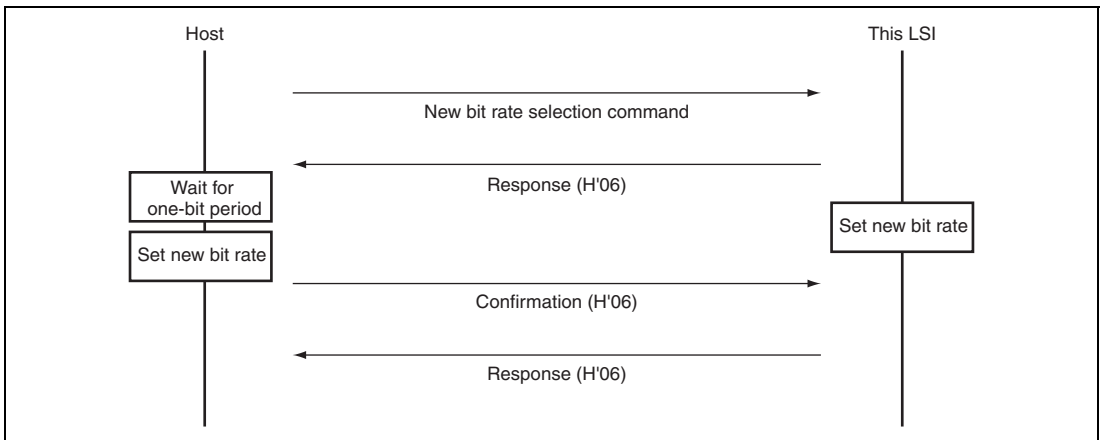 Host
This LSI
New bit rate selection command
Response (H'06)
Wait for
one-bit period
Set new bit rate
Set new bit rate
Confirmation (H'06)
Response (H'06)